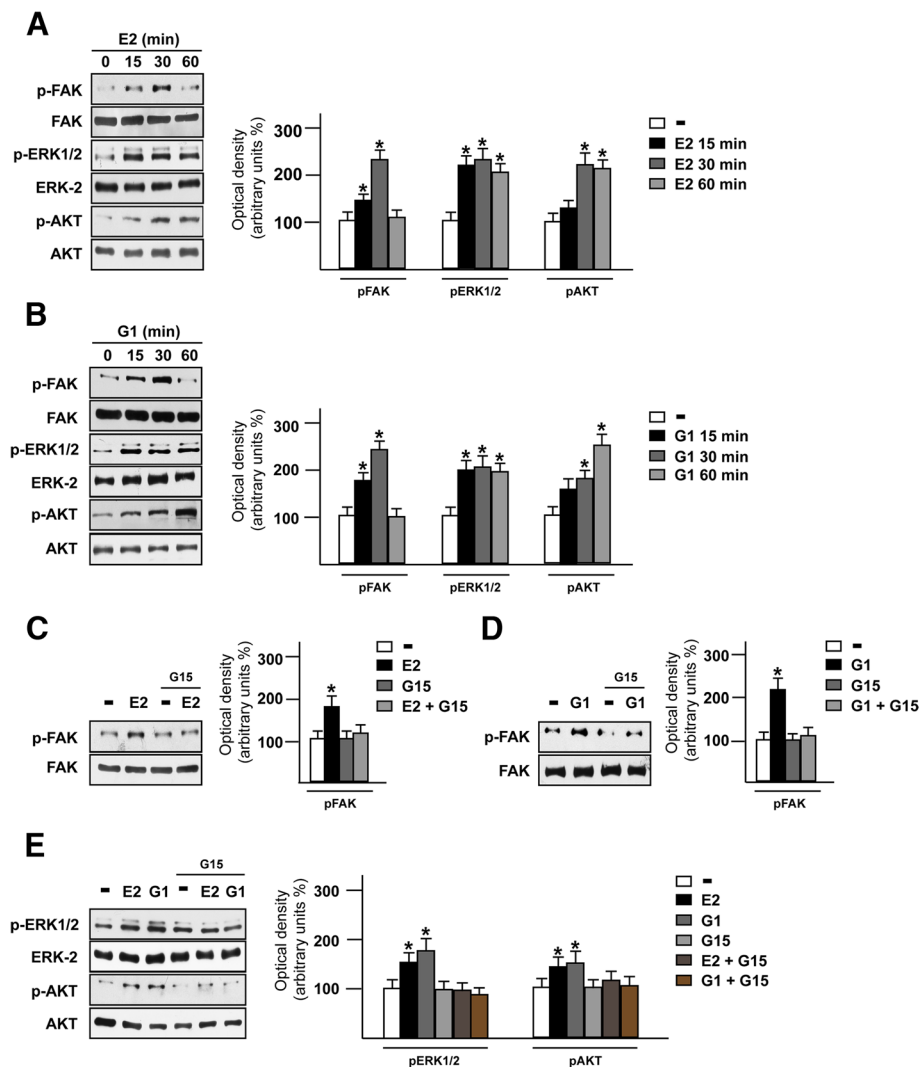 A
E2 (min)
0 15 30 60
p-FAK
FAK
p-ERK1/2
ERK-2
p-AKT
AKT
Optical density
(arbitrary units %)
300
200
100
pFAK pERK1/2 pAKT
-
E2 15 min
E2 30 min
E2 60 min
* * * * * * *
B
G1 (min)
0 15 30 60
p-FAK
FAK
p-ERK1/2
ERK-2
p-AKT
AKT
Optical density
(arbitrary units %)
300
200
100
pFAK pERK1/2 pAKT
-
G1 15 min
G1 30 min
G1 60 min
* * * * * * *
C
G15
- E2 - E2
p-FAK
FAK
Optical density
(arbitrary units %)
300
200
100
*
pFAK
-
E2
G15
E2 + G15
D
G15
- G1 - G1
p-FAK
FAK
Optical density
(arbitrary units %)
300
200
100
*
pFAK
-
G1
G15
G1 + G15
E
G15
- E2 G1 - E2 G1
p-ERK1/2
ERK-2
p-AKT
AKT
Optical density
(arbitrary units %)
300
200
100
* * * *
pERK1/2 pAKT
-
E2
G1
G15
E2 + G15
G1 + G15